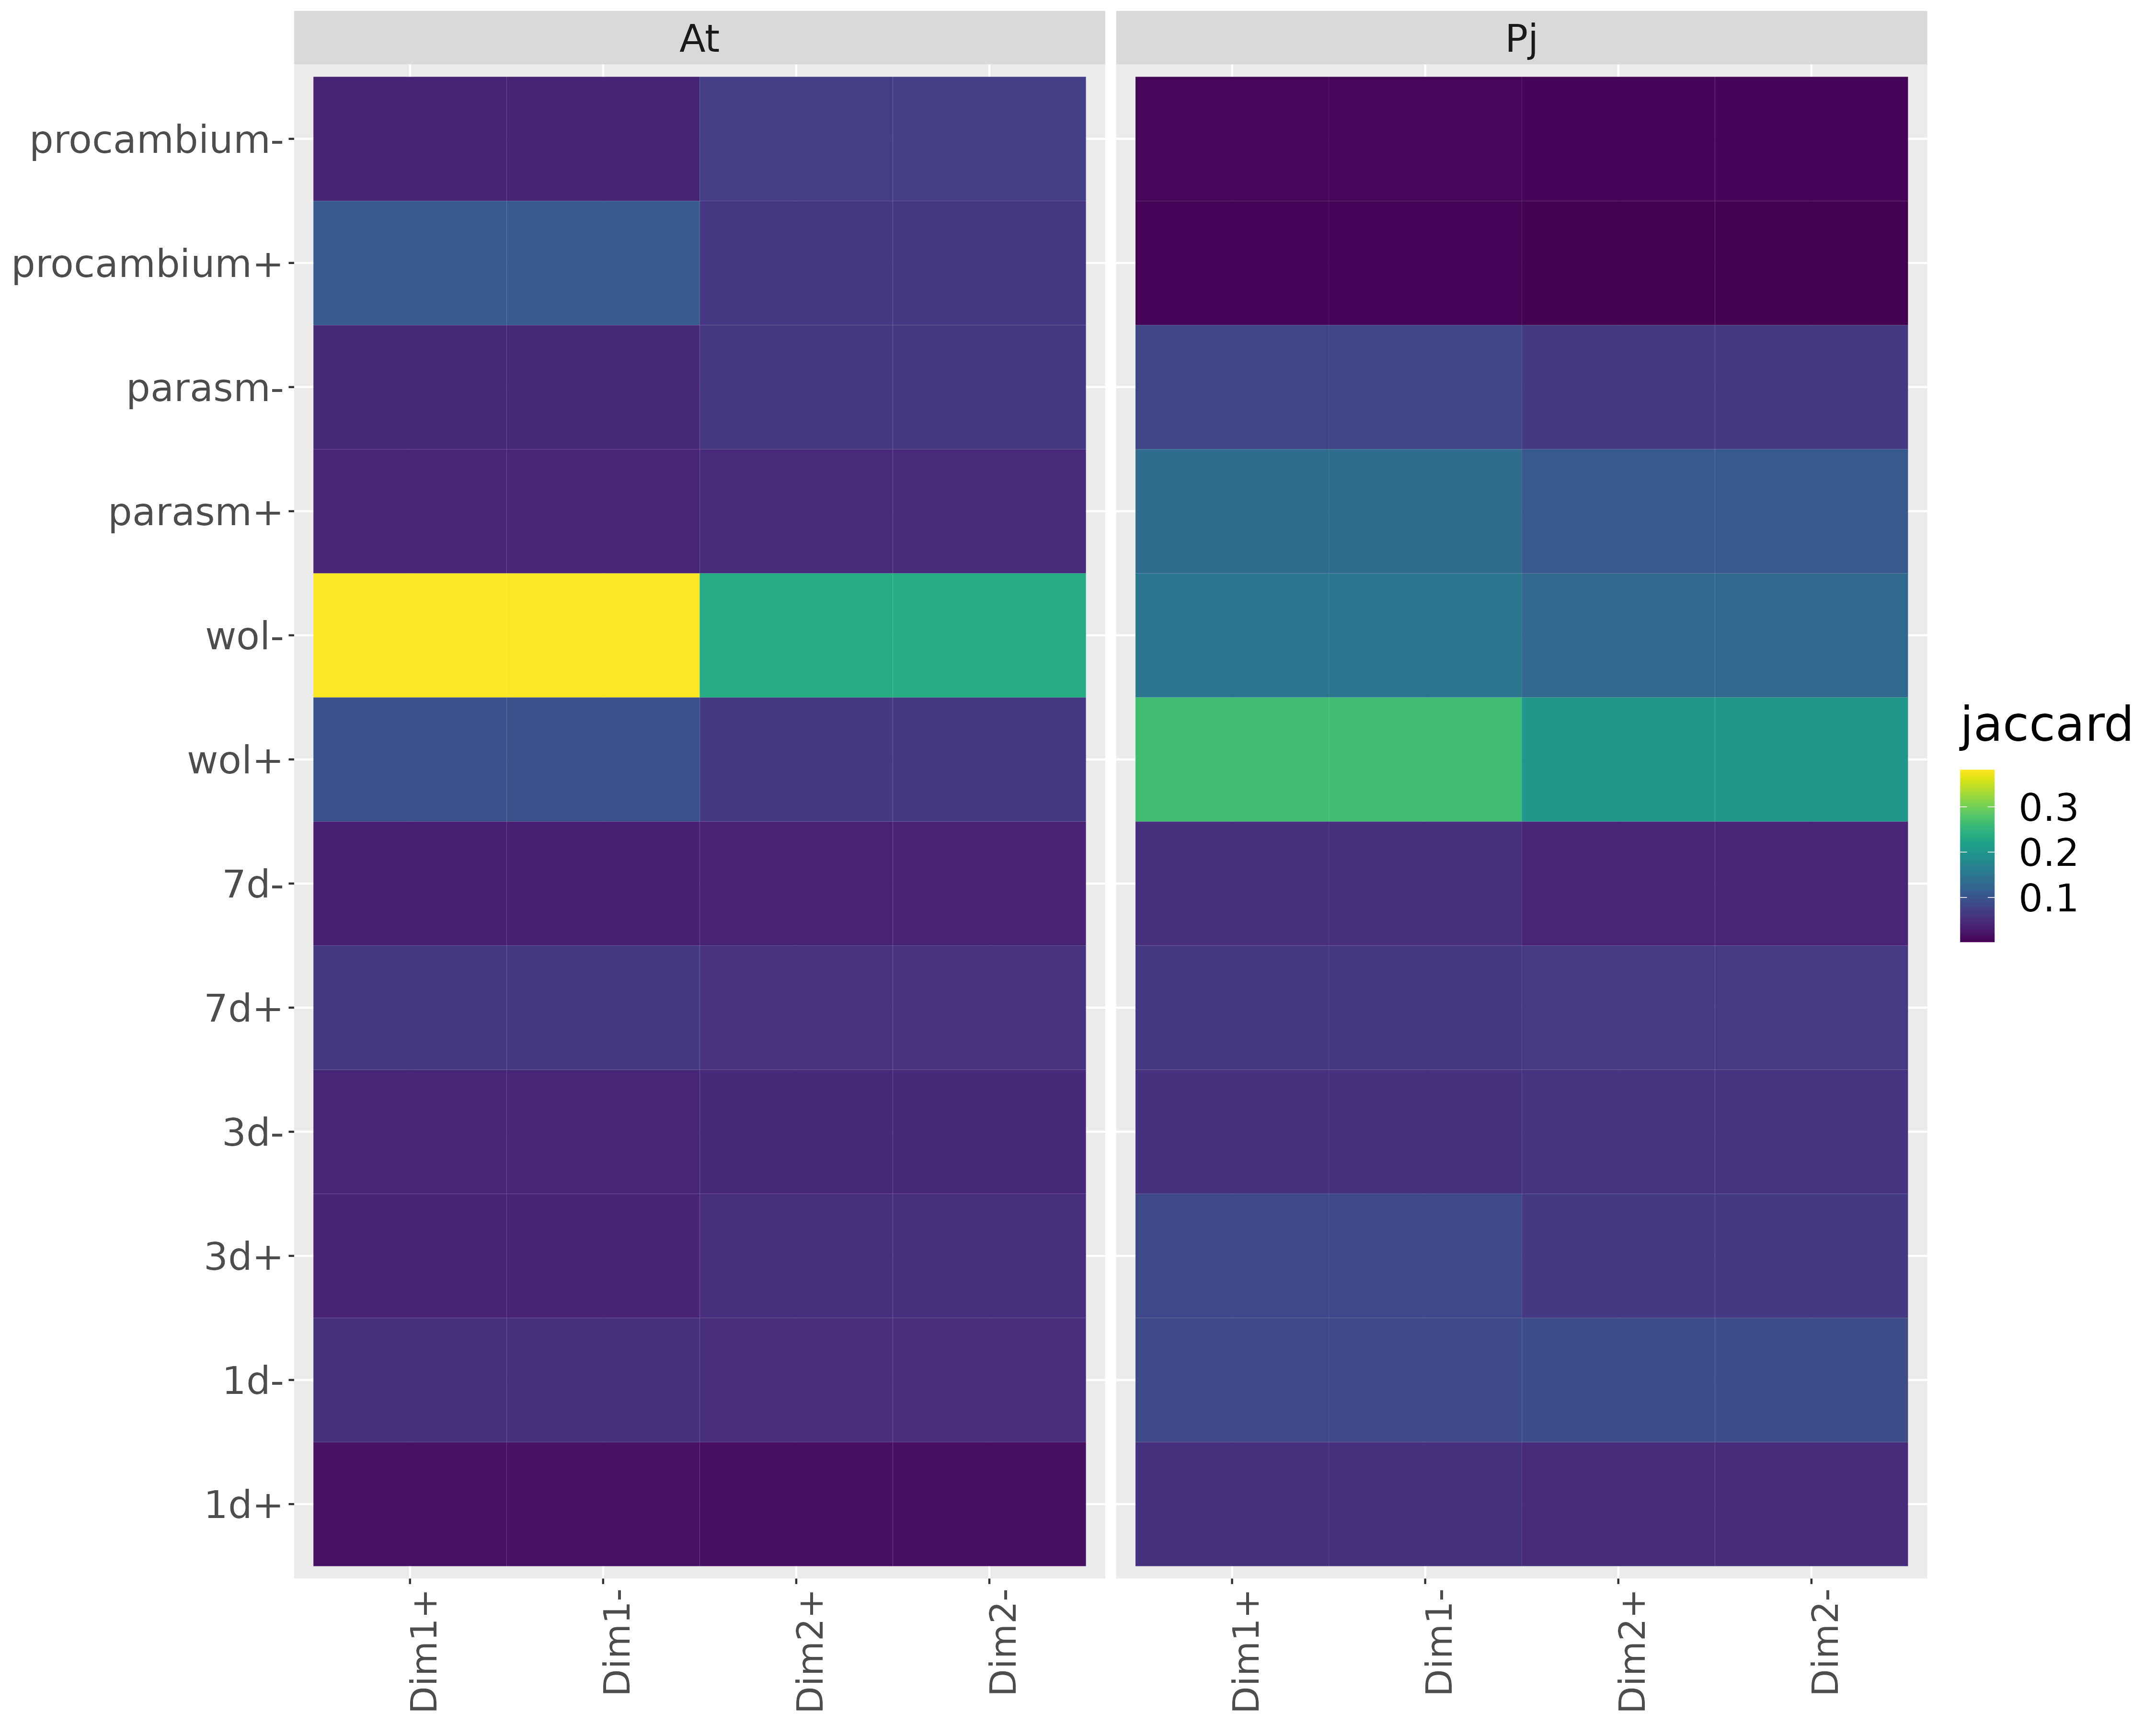 At
Pj
procambium-
procambium+
parasm-
parasm+
wol-
wol+
7d-
7d+
3d-
3d+
1d-
1d+
Dim1+
Dim1-
Dim2+
Dim2-
Dim1+
Dim1-
Dim2+
Dim2-
jaccard
0.3
0.2
0.1